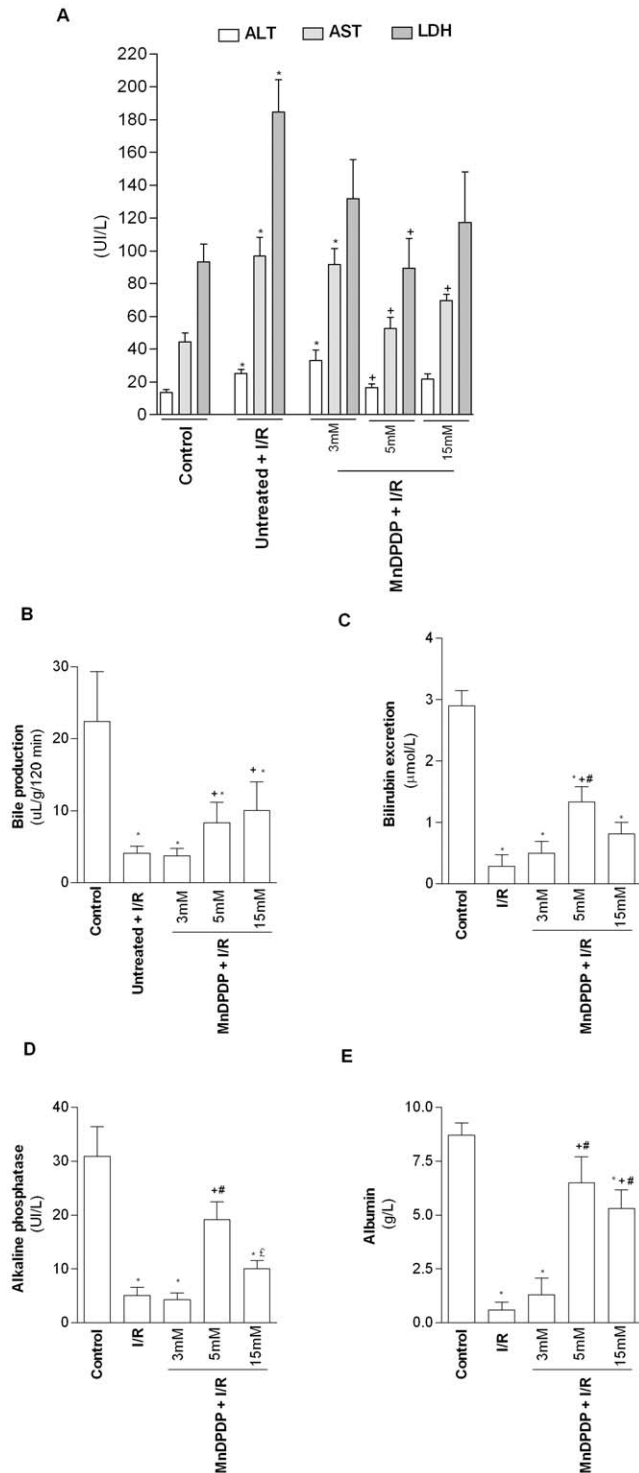 A
ALT AST LDH
220
200
180
160
140
120
100
80
60
40
20
0
(UI/L)
* * *
* *
+ + +
+
Control
Untreated + I/R
3mM
5mM
15mM
MnDPDP + I/R
B
30
20
10
0
Bile production
(uL/g/120 min)
*
*
+ *
+ *
Control
Untreated + I/R
3mM
5mM
15mM
MnDPDP + I/R
C
4
3
2
1
0
Bilirubin excretion
(µmol/L)
*
*
* +#
*
Control
I/R
3mM
5mM
15mM
MnDPDP + I/R
D
40
30
20
10
0
Alkaline phosphatase
(UI/L)
*
*
+#
* £
Control
I/R
3mM
5mM
15mM
MnDPDP + I/R
E
10.0
7.5
5.0
2.5
0.0
Albumin
(g/L)
*
*
+#
* +#
Control
I/R
3mM
5mM
15mM
MnDPDP + I/R